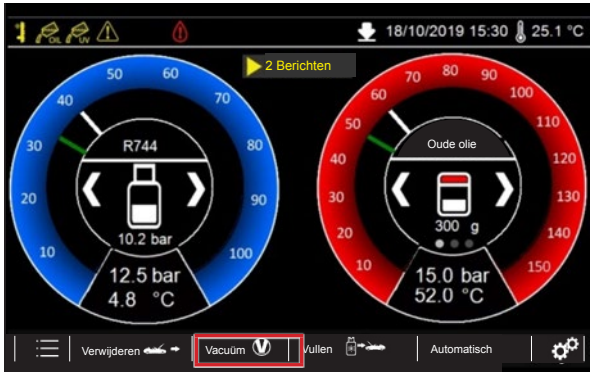 OIL UV 18/10/2019 15:30 25.1 °C
2 Berichten
10 20 30 40 50 60 70 80 90 100
R744
10.2 bar
12.5 bar
4.8 °C
10 20 30 40 50 60 70 80 90 100 110 120 130 140 150
Oude olie
300 g
15.0 bar
52.0 °C
Verwijderen Vacuüm V Vullen Automatisch